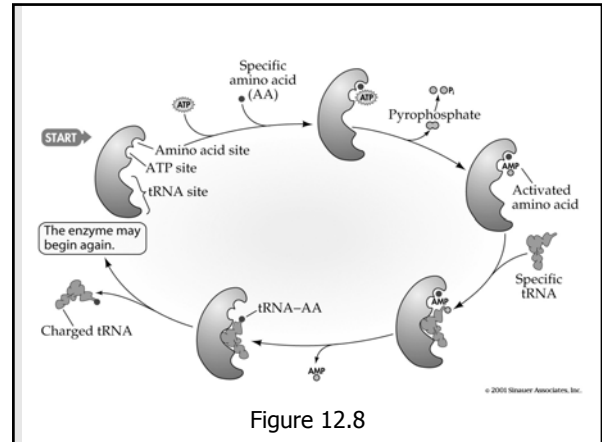 Specific
amino acid
(AA)
ATP
ATP
Pi
Pyrophosphate
START
Amino acid site
ATP site
tRNA site
AMP
Activated
amino acid
The enzyme may
begin again.
Specific
tRNA
AMP
tRNA–AA
Charged tRNA
AMP
© 2001 Sinauer Associates, Inc.
Figure 12.8